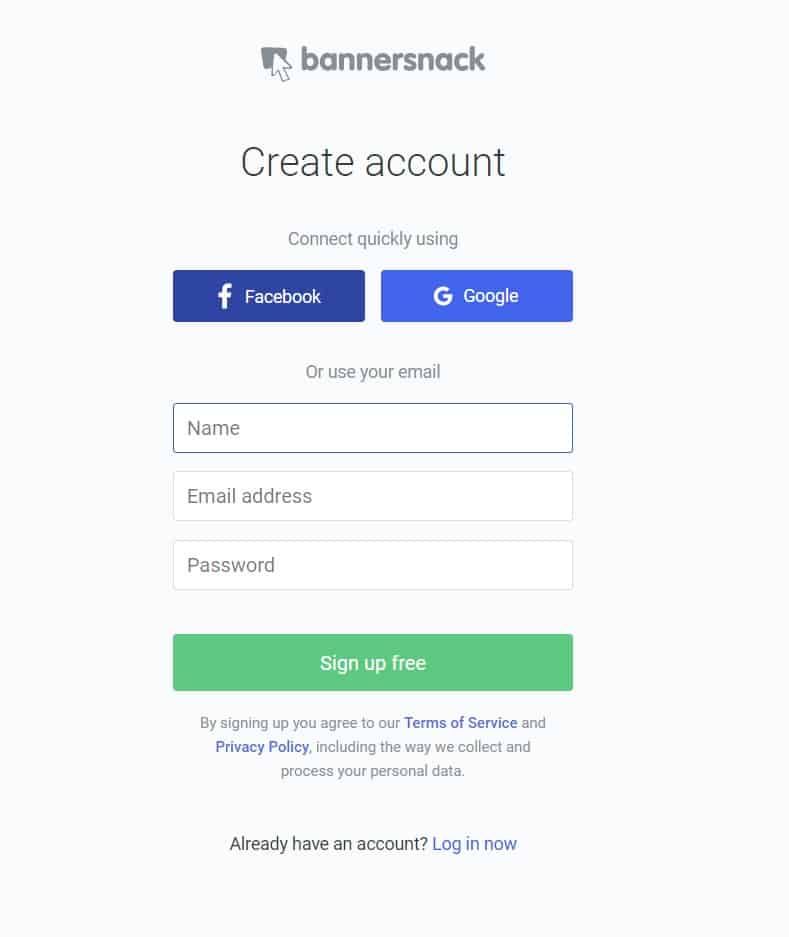 bannersnack
Create account
Connect quickly using
Facebook
Google
Or use your email
Name
Email address
Password
Sign up free
By signing up you agree to our Terms of Service and
Privacy Policy, including the way we collect and
process your personal data.
Already have an account? Log in now